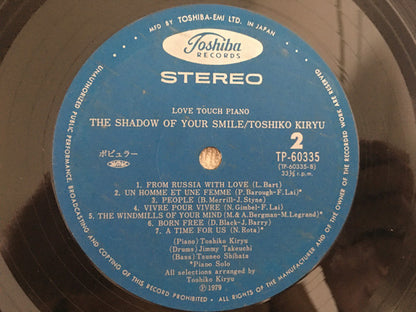 MFD BY TOSHIBA-EMI LTD. IN JAPAN
Toshiba
RECORDS
STEREO
LOVE TOUCH PIANO
THE SHADOW OF YOUR SMILE/TOSHIKO KIRYU
ポピュラー
2
TP-60335
(TP-60335-B)
33⅓ r.p.m.
1. FROM RUSSIA WITH LOVE (L.Bart)
2. UN HOMME ET UNE FEMME (P.Barough-F.Lai)*
3. PEOPLE (B.Merrill-J.Styne)
4. VIVRE POUR VIVRE (N.Gimbel-F.Lai)
5. THE WINDMILLS OF YOUR MIND (M.& A.Bergman-M.Legrand)*
6. BORN FREE (D.Black-J.Barry)
7. A TIME FOR US (N.Rota)*
(Piano) Toshiko Kiryu
(Drums) Jimmy Takeuchi
(Bass) Tsuneo Shibata
*Piano Solo
All selections arranged by
Toshiko Kiryu
Ⓟ1979
UNAUTHORIZED PUBLIC PERFORMANCE, BROADCASTING AND COPYING OF THIS RECORD PROHIBITED • ALL RIGHTS OF THE MANUFACTURER AND OF THE OWNER OF THE RECORDED WORK RESERVED